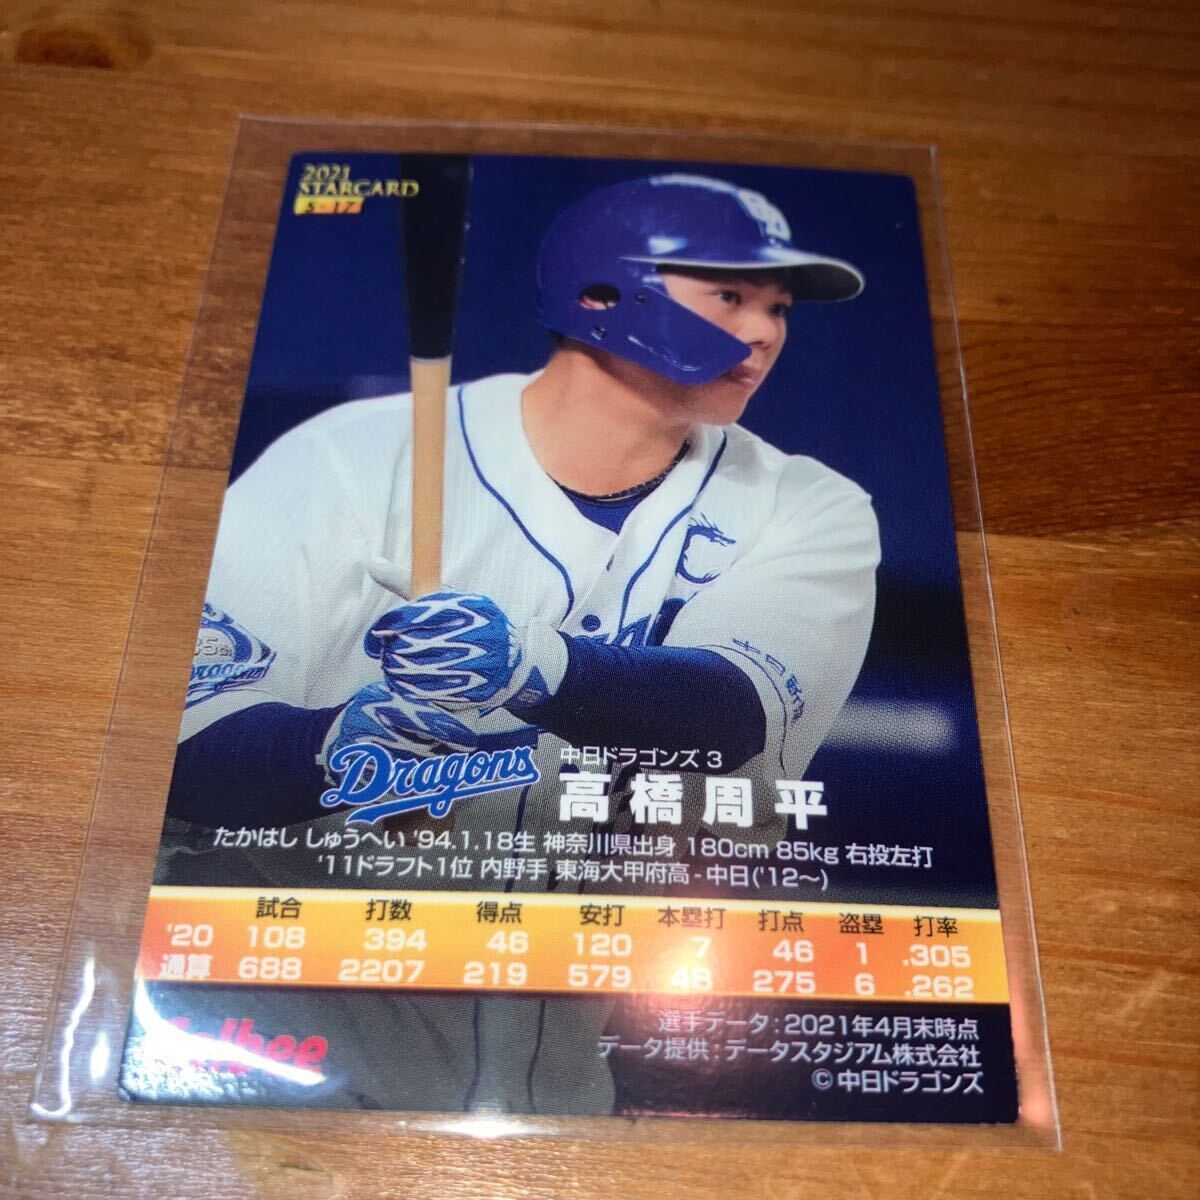 2021
STARCARD
S-17
Dragons
中日ドラゴンズ 3
高橋周平
たかはし しゅうへい '94.1.18生 神奈川県出身 180cm 85kg 右投左打
'11ドラフト1位 内野手 東海大甲府高-中日('12〜)
試合 打数 得点 安打 本塁打 打点 盗塁 打率
'20 108 394 46 120 7 46 1 .305
通算 688 2207 219 579 48 275 6 .262
Calbee
選手データ:2021年4月末時点
データ提供:データスタジアム株式会社
©中日ドラゴンズ